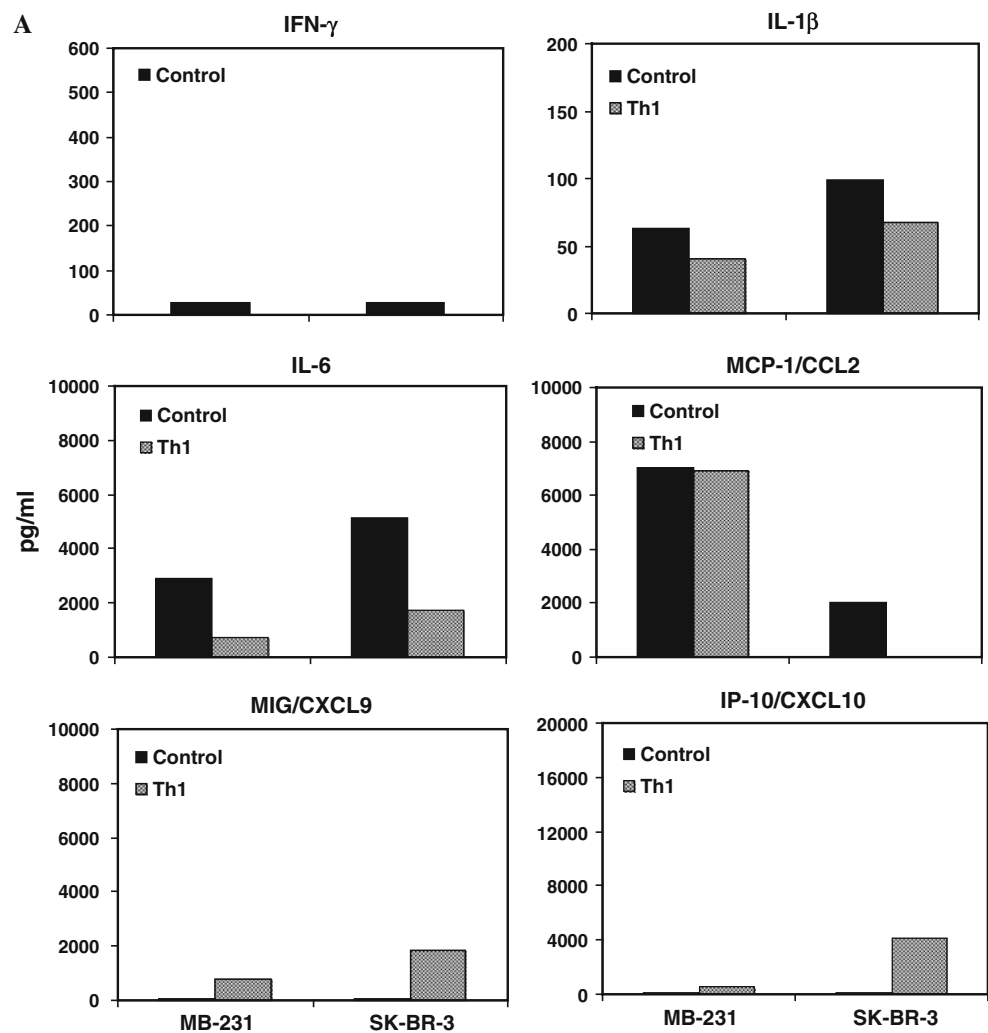 A
IFN-γ
600
500
400
300
200
100
0
Control
IL-1β
200
150
100
50
0
Control
Th1
IL-6
10000
8000
6000
4000
2000
0
Control
Th1
pg/ml
MCP-1/CCL2
10000
8000
6000
4000
2000
0
Control
Th1
MIG/CXCL9
10000
8000
6000
4000
2000
0
Control
Th1
MB-231 SK-BR-3
IP-10/CXCL10
20000
16000
12000
8000
4000
0
Control
Th1
MB-231 SK-BR-3